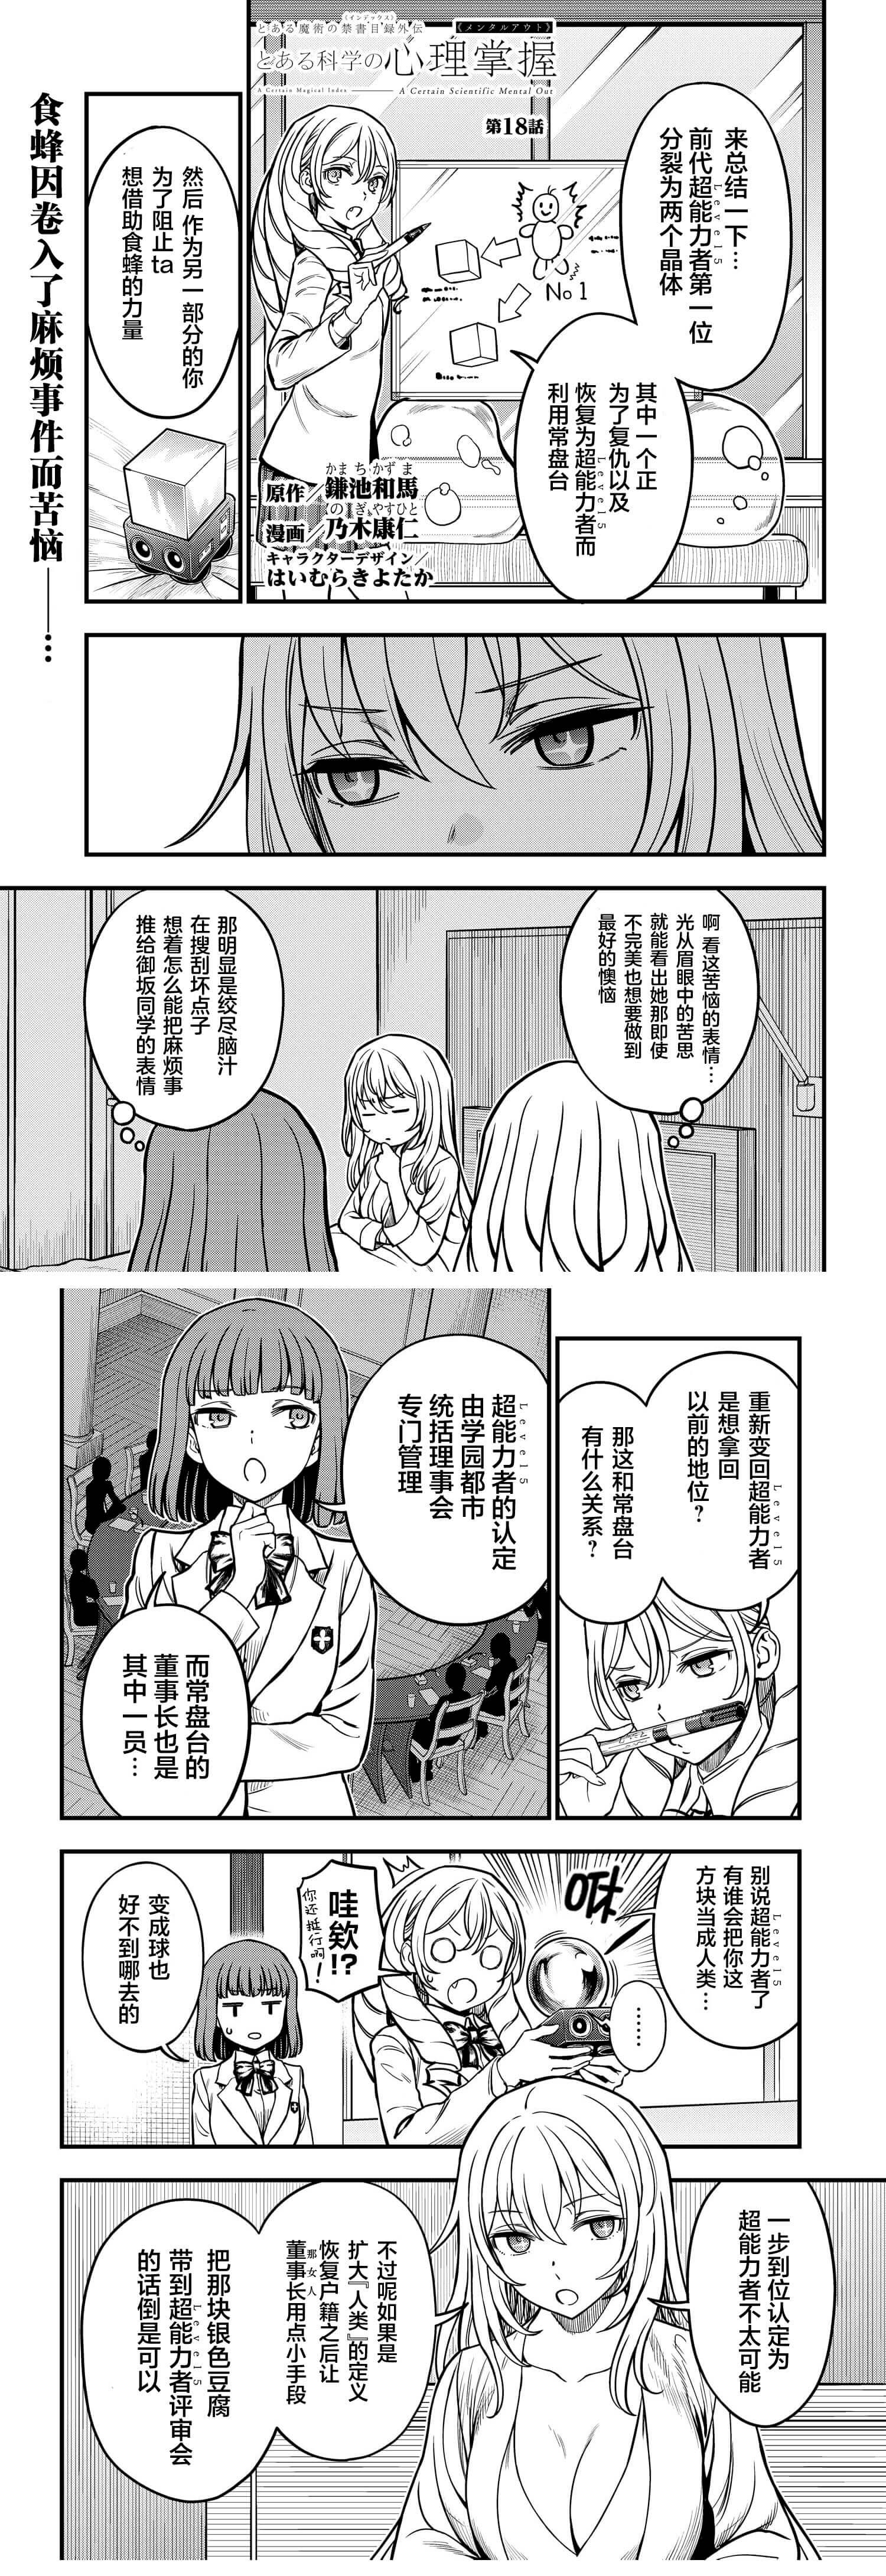 《インデックス》
とある魔術の禁書目録外伝
《メンタルアウト》
とある科学の心理掌握
A Certain Magical Index
A Certain Scientific Mental Out
第18話
来总结一下…
前代超能力者第一位
Level5
分裂为两个晶体
No 1
其中一个正
为了复仇以及
恢复为超能力者而
Level5
利用常盘台
原作／鎌池和馬
かまちかずま
漫画／乃木康仁
のぎやすひと
キャラクターデザイン／
はいむらきよたか
然后 作为另一部分的你
为了阻止 ta
想借助食蜂的力量
食蜂因卷入了麻烦事件而苦恼——…
啊 看这苦恼的表情…
光从眉眼中的苦思
就能看出她那即使
不完美也想要做到
最好的懊恼
那明显是绞尽脑汁
在搜刮坏点子
想着怎么能把麻烦事
推给御坂同学的表情
重新变回超能力者
Level5
是想拿回
以前的地位?
那这和常盘台
有什么关系?
超能力者的认定
Level5
由学园都市
统括理事会
专门管理
而常盘台的
董事长也是
其中一员…
别说超能力者了
Level5
有谁会把你这
方块当成人类…
……
哇欸!?
你还挺行啊!
变成球也
好不到哪去的
一步到位认定为
超能力者不太可能
不过呢如果是
扩大『人类』的定义
恢复户籍之后让
董事长用点小手段
那女人
把那块银色豆腐
带到超能力者评审会
Level5
的话倒是可以